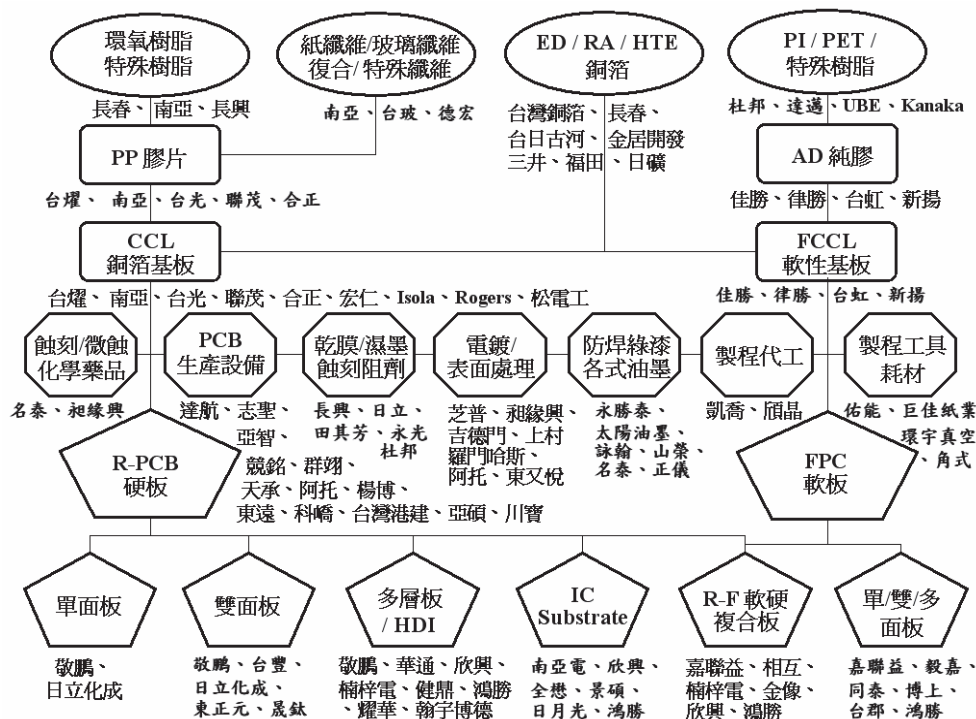 環氧樹脂
特殊樹脂
紙纖維/玻璃纖維
復合/特殊纖維
ED / RA / HTE
銅箔
PI / PET /
特殊樹脂
長春、南亞、長興
南亞、台玻、德宏
台灣銅箔、長春、
台日古河、金居開發
三井、福田、日礦
杜邦、達邁、UBE、Kanaka
PP 膠片
AD 純膠
台燿、南亞、台光、聯茂、合正
佳勝、律勝、台虹、新揚
CCL
銅箔基板
FCCL
軟性基板
台燿、南亞、台光、聯茂、合正、宏仁、Isola、Rogers、松電工
佳勝、律勝、台虹、新揚
蝕刻/微蝕
化學藥品
PCB
生產設備
乾膜/濕墨
蝕刻阻劑
電鍍/
表面處理
防焊綠漆
各式油墨
製程代工
製程工具
耗材
名泰、昶緣興
達航、志聖、
亞智、
競銘、群翊、
天承、阿托、楊博、
東遠、科嶠、台灣港建、亞碩、川寶
長興、日立、
田其芳、永光
杜邦
芝普、昶緣興、
吉德門、上村
羅門哈斯、
阿托、東又悅
永勝泰、
太陽油墨、
詠翰、山榮、
名泰、正儀
凱喬、頎晶
佑能、巨佳紙業
環宇真空
、角式
R-PCB
硬板
FPC
軟板
單面板
雙面板
多層板
/ HDI
IC
Substrate
R-F 軟硬
複合板
單/雙/多
面板
敬鵬、
日立化成
敬鵬、台豐、
日立化成、
東正元、晟鈦
敬鵬、華通、欣興、
楠梓電、健鼎、鴻勝
、耀華、翰宇博德
南亞電、欣興、
全懋、景碩、
日月光、鴻勝
嘉聯益、相互、
楠梓電、金像、
欣興、鴻勝
嘉聯益、毅嘉、
同泰、博上、
台郡、鴻勝